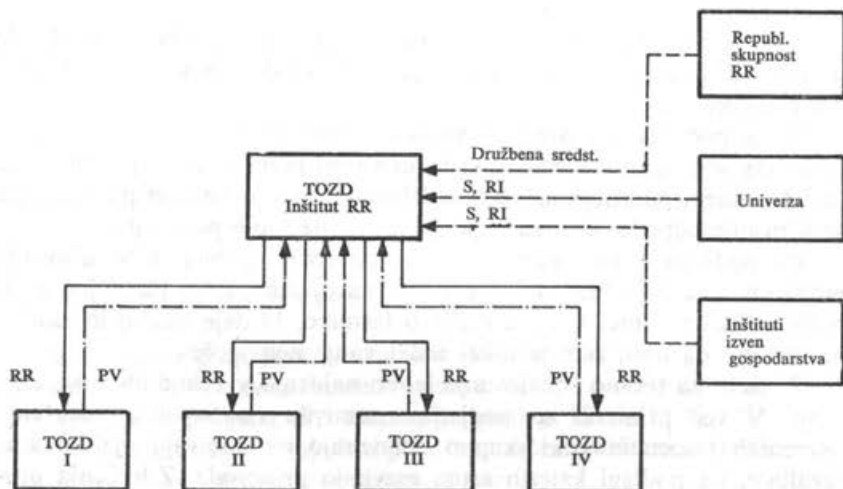 Republ.
skupnost
RR
Družbena sredst.
TOZD
Inštitut RR
S, RI
S, RI
Univerza
Inštituti
izven
gospodarstva
RR
PV
RR
PV
PV
RR
PV
RR
TOZD
I
TOZD
II
TOZD
III
TOZD
IV